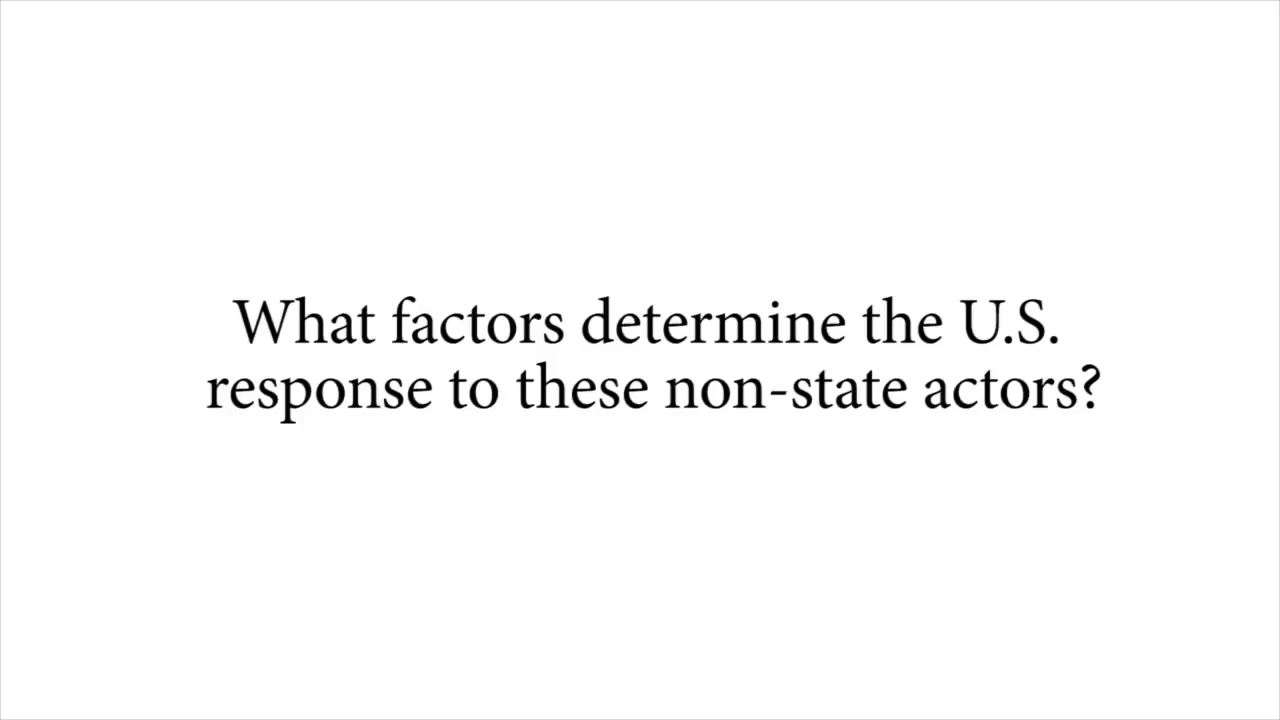 What factors determine the U.S.
response to these non-state actors?